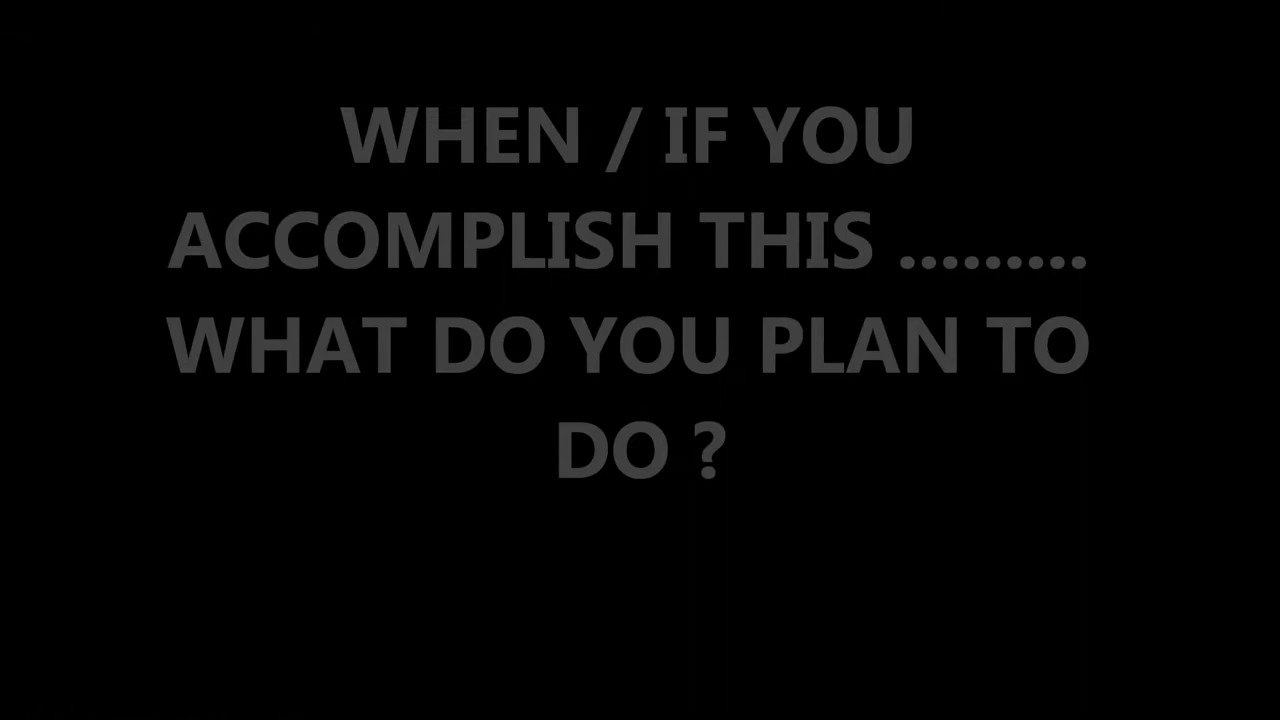 WHEN / IF YOU
ACCOMPLISH THIS .........
WHAT DO YOU PLAN TO
DO ?